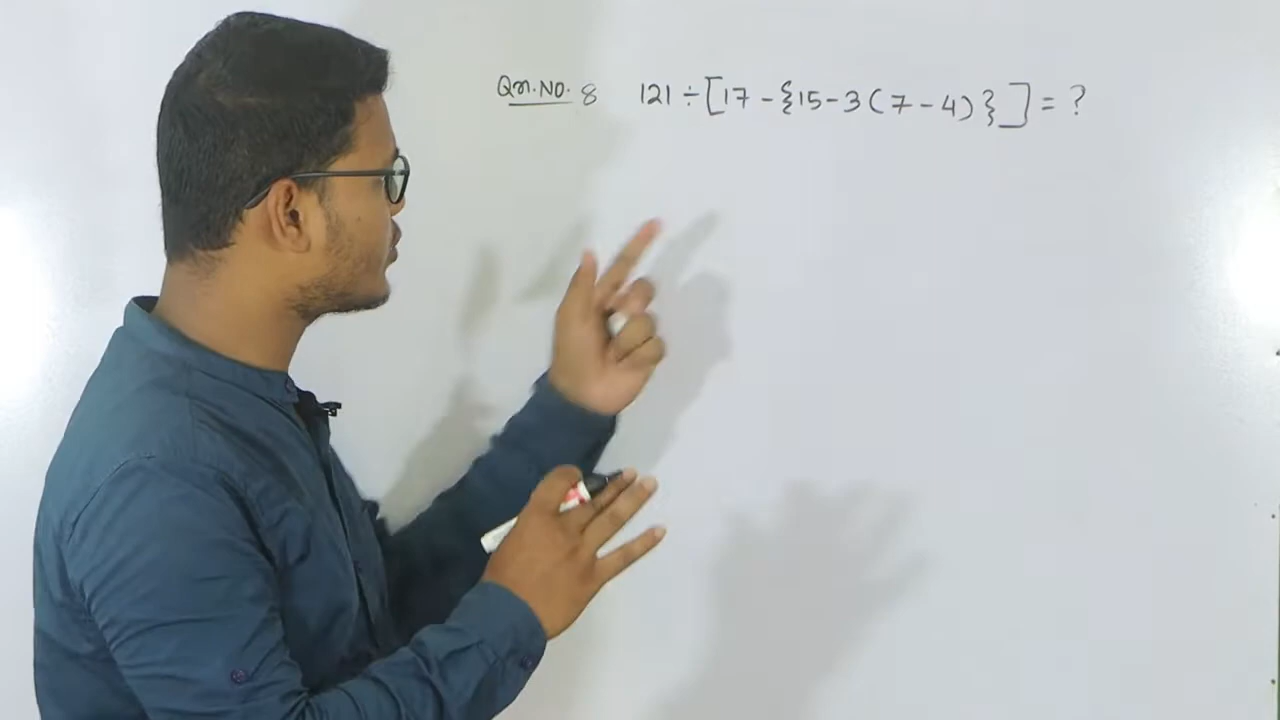 Qn.NO. 8 121 ÷ [17 - {15 - 3 (7 - 4) } ] = ?